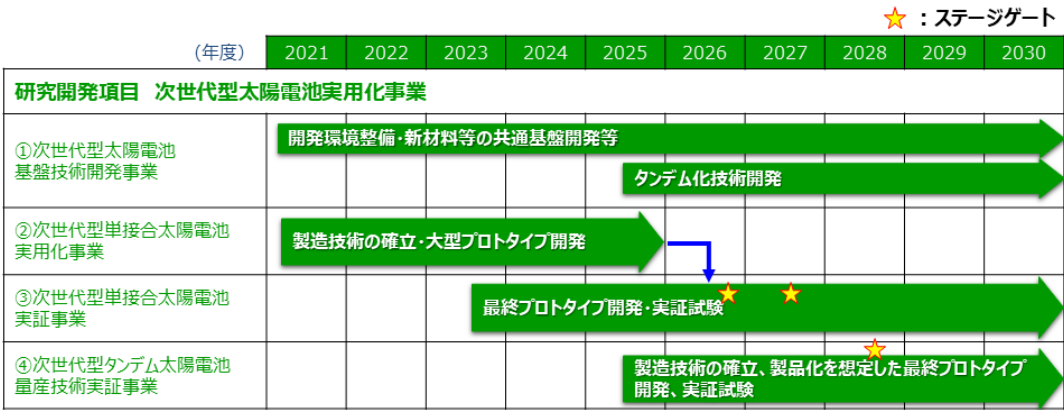 ：ステージゲート
(年度) 2021 2022 2023 2024 2025 2026 2027 2028 2029 2030
研究開発項目 次世代型太陽電池実用化事業
①次世代型太陽電池
基盤技術開発事業
開発環境整備・新材料等の共通基盤開発等
タンデム化技術開発
②次世代型単接合太陽電池
実用化事業
製造技術の確立・大型プロトタイプ開発
③次世代型単接合太陽電池
実証事業
最終プロトタイプ開発・実証試験
④次世代型タンデム太陽電池
量産技術実証事業
製造技術の確立、製品化を想定した最終プロトタイプ
開発、実証試験